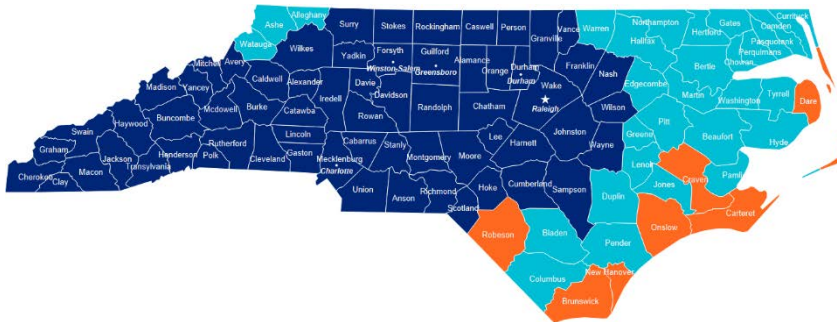 Alleghany
Ashe
Surry
Stokes
Rockingham
Caswell
Person
Vance
Warren
Northampton
Gates
Currituck
Camden
Pasquotank
Perquimans
Chowan
Hertford
Halifax
Granville
Watauga
Wilkes
Yadkin
Forsyth
Winston-Salem
Guilford
Greensboro
Alamance
Orange
Durham
Durham
Franklin
Nash
Bertie
Edgecombe
Martin
Washington
Tyrrell
Dare
Mitchell
Avery
Caldwell
Alexander
Davie
Davidson
Iredell
Rowan
Randolph
Chatham
Wake
Raleigh
Wilson
Pitt
Beaufort
Hyde
Madison
Yancey
Mcdowell
Burke
Catawba
Buncombe
Haywood
Swain
Graham
Cherokee
Clay
Macon
Jackson
Transylvania
Henderson
Polk
Rutherford
Cleveland
Lincoln
Gaston
Mecklenburg
Charlotte
Cabarrus
Stanly
Montgomery
Moore
Lee
Harnett
Johnston
Wayne
Greene
Lenoi
Craven
Pamli
Jones
Carteret
Onslow
Duplin
Sampson
Cumberland
Hoke
Scotland
Richmond
Anson
Union
Robeson
Bladen
Pender
New Hanover
Columbus
Brunswick